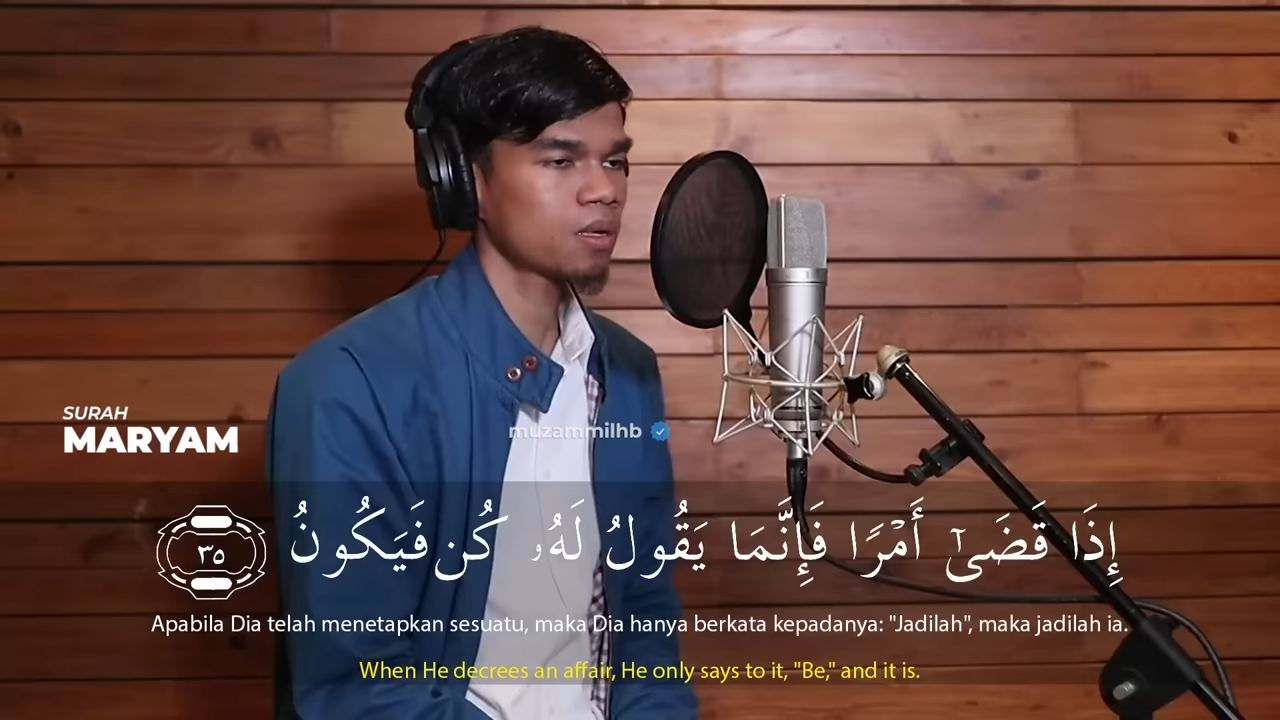 SURAH
MARYAM
muzammilhb
إِذَا قَضَىٰٓ أَمْرًا فَإِنَّمَا يَقُولُ لَهُۥ كُن فَيَكُونُ ٣٥
Apabila Dia telah menetapkan sesuatu, maka Dia hanya berkata kepadanya: "Jadilah", maka jadilah ia.
When He decrees an affair, He only says to it, "Be," and it is.